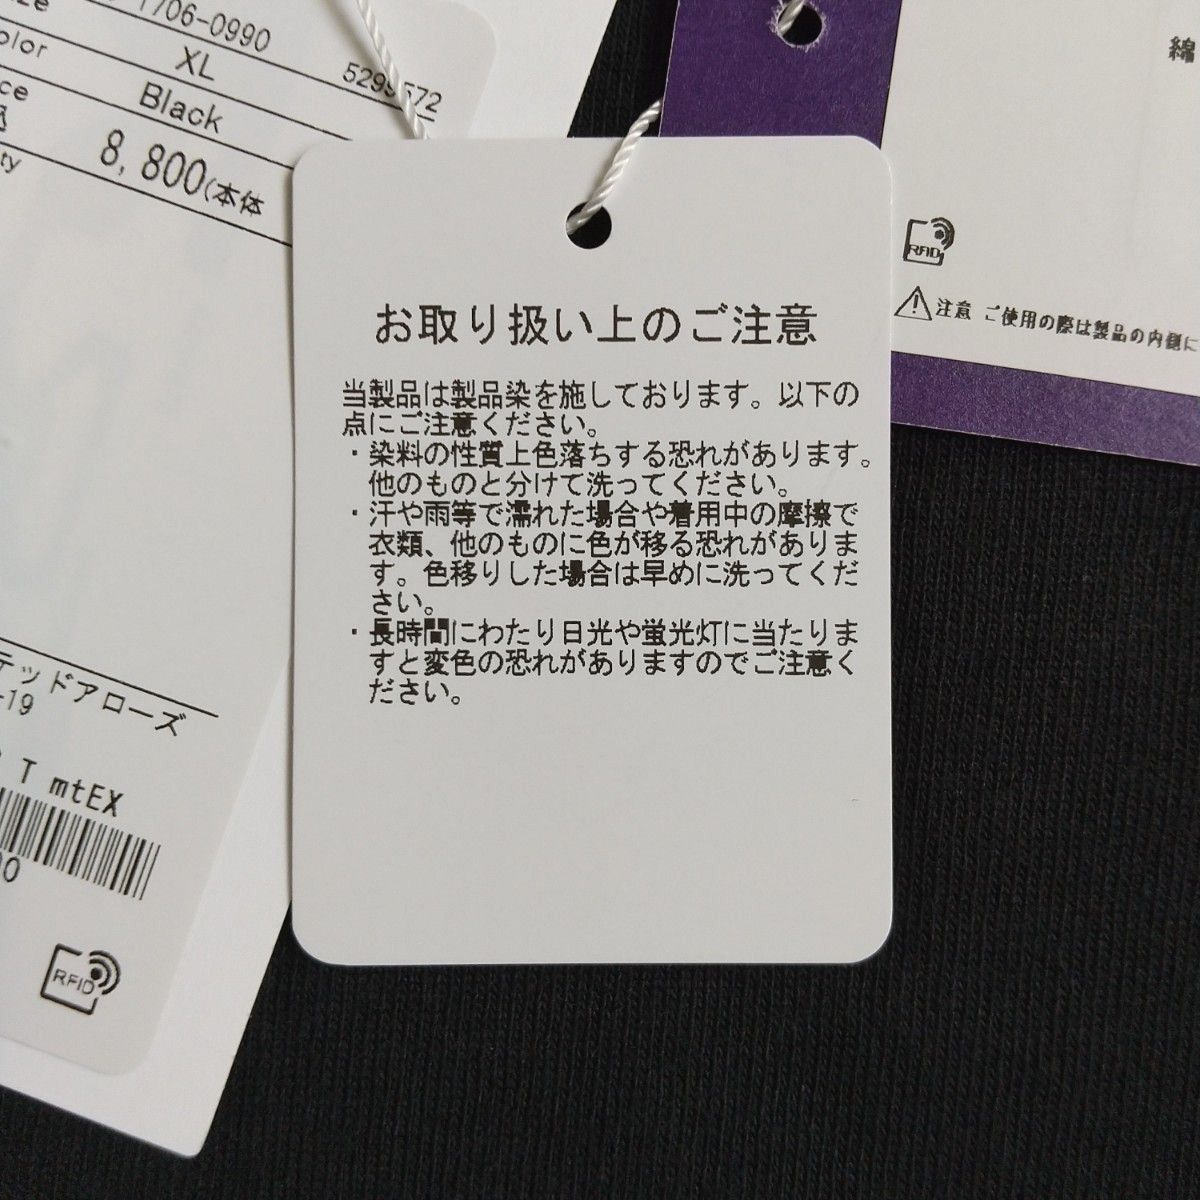 1706-0990
XL
Black
8,800(本体
テッドアローズ
-19
T mtEX
RFID
お取り扱い上のご注意
当製品は製品染を施しております。以下の
点にご注意ください。
・染料の性質上色落ちする恐れがあります。
他のものと分けて洗ってください。
・汗や雨等で濡れた場合や着用中の摩擦で
衣類、他のものに色が移る恐れがありま
す。色移りした場合は早めに洗ってくだ
さい。
・長時間にわたり日光や蛍光灯に当たりま
すと変色の恐れがありますのでご注意く
ださい。
綿
RFID
注意 ご使用の際は製品の内側に